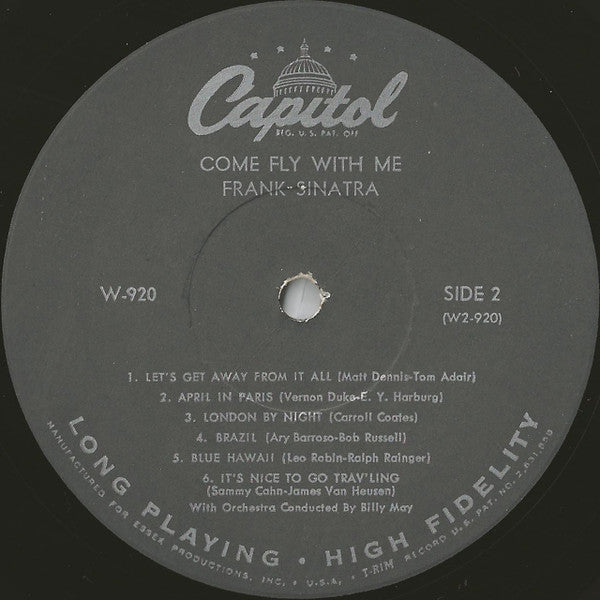 Capitol
REG. U.S. PAT. OFF
COME FLY WITH ME
FRANK SINATRA
W-920
SIDE 2
(W2-920)
1. LET'S GET AWAY FROM IT ALL (Matt Dennis-Tom Adair)
2. APRIL IN PARIS (Vernon Duke-E. Y. Harburg)
3. LONDON BY NIGHT (Carroll Coates)
4. BRAZIL (Ary Barroso-Bob Russell)
5. BLUE HAWAII (Leo Robin-Ralph Rainger)
6. IT'S NICE TO GO TRAV'LING
(Sammy Cahn-James Van Heusen)
With Orchestra Conducted By Billy May
LONG PLAYING • HIGH FIDELITY
MANUFACTURED FOR ESSEX PRODUCTIONS, INC. • U.S.A. • T-RIM RECORD U.S. PAT. NO. 2,631,859